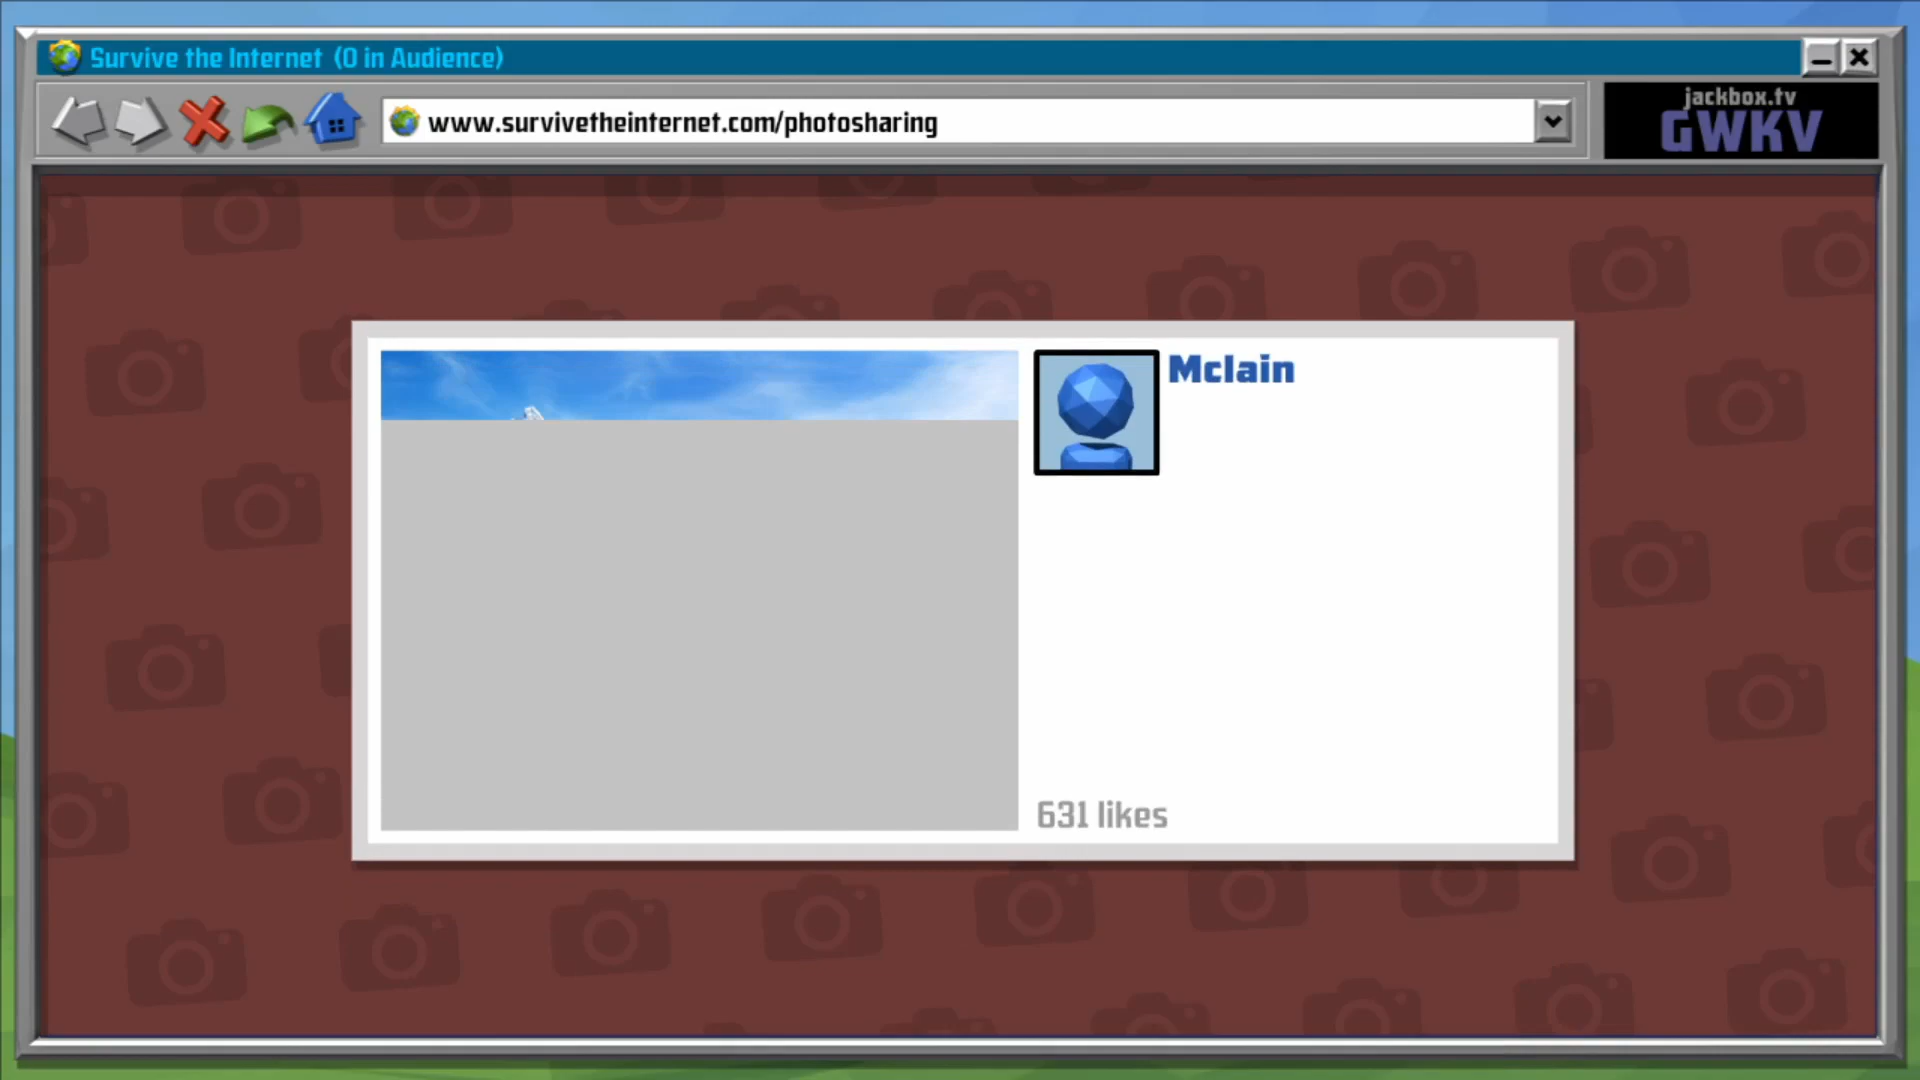 Survive the Internet (0 in Audience)
www.survivetheinternet.com/photosharing
jackbox.tv
GWKV
Mclain
631 likes